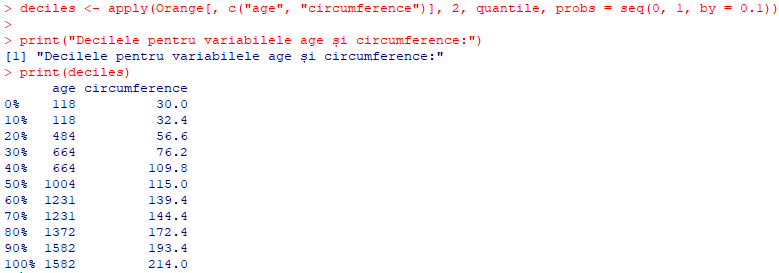 > deciles <- apply(Orange[, c("age", "circumference")], 2, quantile, probs = seq(0, 1, by = 0.1))
>
> print("Decilele pentru variabilele age și circumference:")
[1] "Decilele pentru variabilele age și circumference:"
> print(deciles)
      age circumference
0%    118          30.0
10%   118          32.4
20%   484          56.6
30%   664          76.2
40%   664         109.8
50%  1004         115.0
60%  1231         139.4
70%  1231         144.4
80%  1372         172.4
90%  1582         193.4
100% 1582         214.0